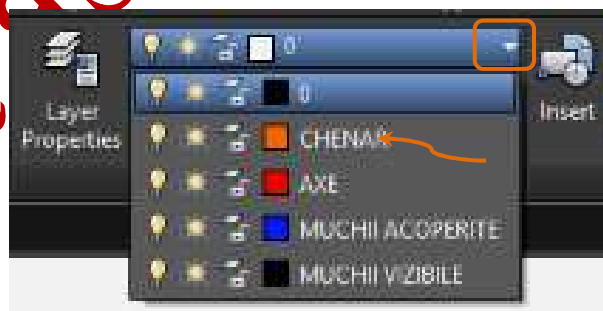 0
Layer
Properties
0
CHENAR
AXE
MUCHII ACOPERITE
MUCHII VIZIBILE
Insert